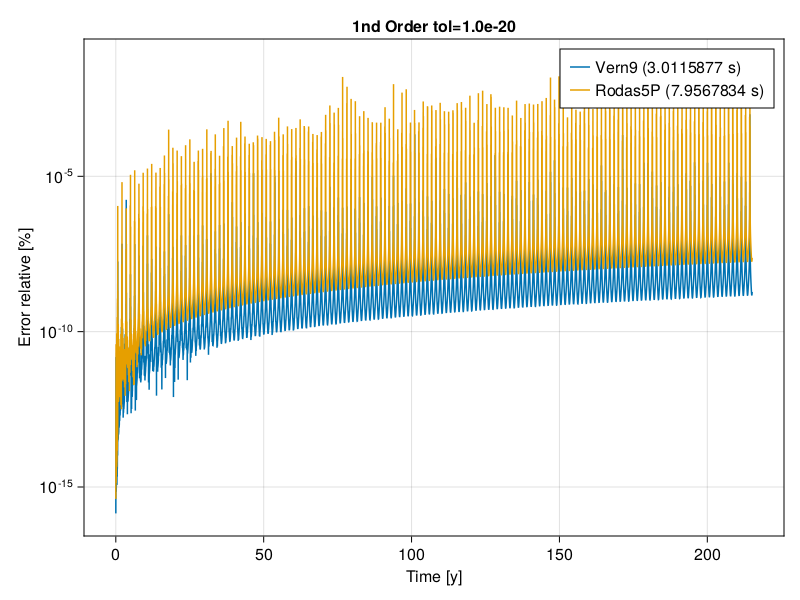 1nd Order tol=1.0e-20
Vern9 (3.0115877 s)
Rodas5P (7.9567834 s)
Error relative [%]
10⁻⁵
10⁻¹⁰
10⁻¹⁵
0 50 100 150 200
Time [y]